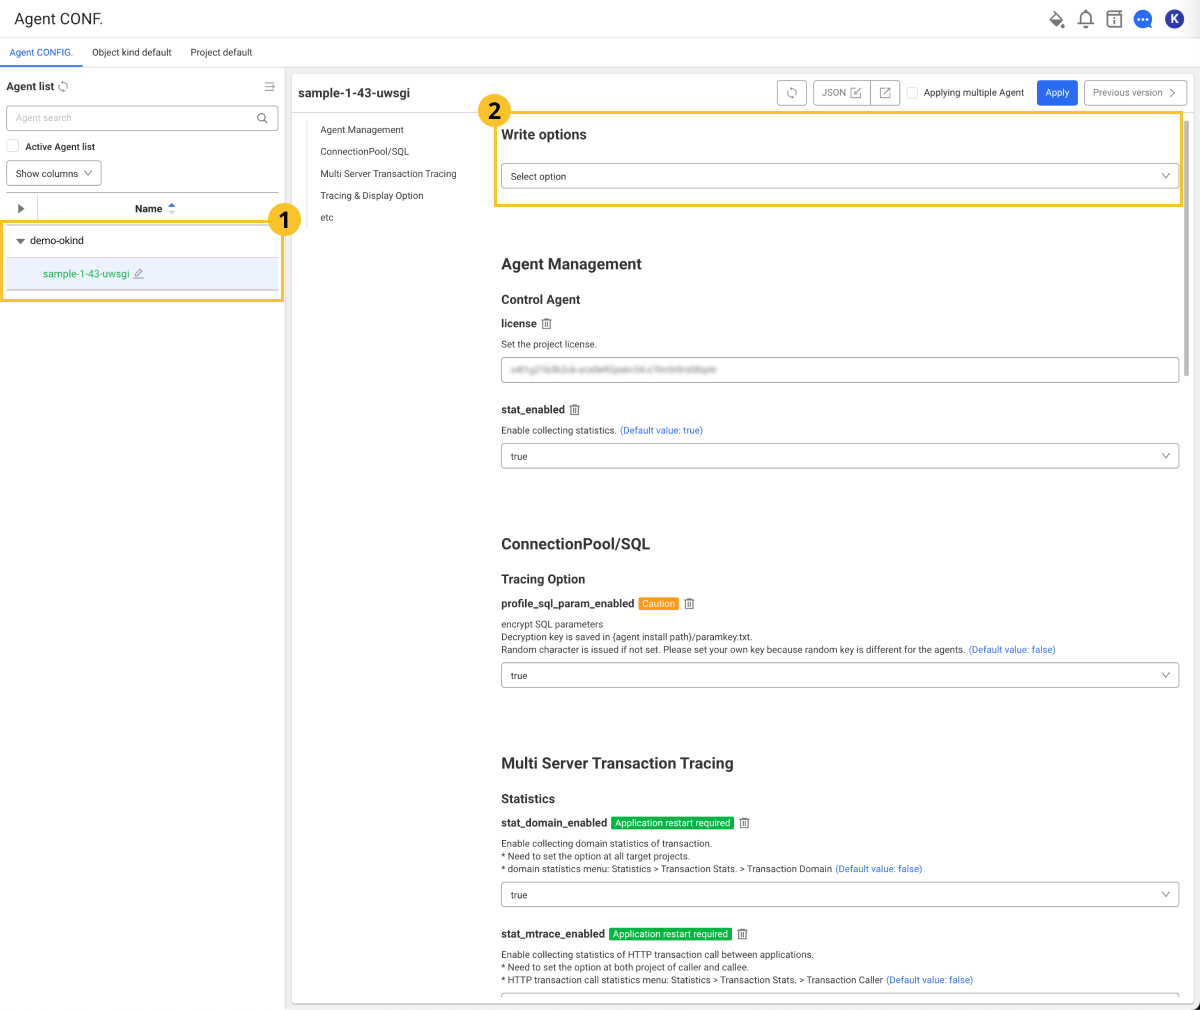 Agent CONF.
K
Agent CONFIG.
Object kind default
Project default
Agent list
Agent search
Active Agent list
Show columns
Name
1
demo-okind
sample-1-43-uwsgi
sample-1-43-uwsgi
JSON
Applying multiple Agent
Apply
Previous version
Agent Management
ConnectionPool/SQL
Multi Server Transaction Tracing
Tracing & Display Option
etc
2
Write options
Select option
Agent Management
Control Agent
license
Set the project license.
stat_enabled
Enable collecting statistics. (Default value: true)
true
ConnectionPool/SQL
Tracing Option
profile_sql_param_enabled Caution
encrypt SQL parameters
Decryption key is saved in {agent install path}/paramkey.txt.
Random character is issued if not set. Please set your own key because random key is different for the agents. (Default value: false)
true
Multi Server Transaction Tracing
Statistics
stat_domain_enabled Application restart required
Enable collecting domain statistics of transaction.
* Need to set the option at all target projects.
* domain statistics menu: Statistics > Transaction Stats. > Transaction Domain (Default value: false)
true
stat_mtrace_enabled Application restart required
Enable collecting statistics of HTTP transaction call between applications.
* Need to set the option at both project of caller and callee.
* HTTP transaction call statistics menu: Statistics > Transaction Stats. > Transaction Caller (Default value: false)